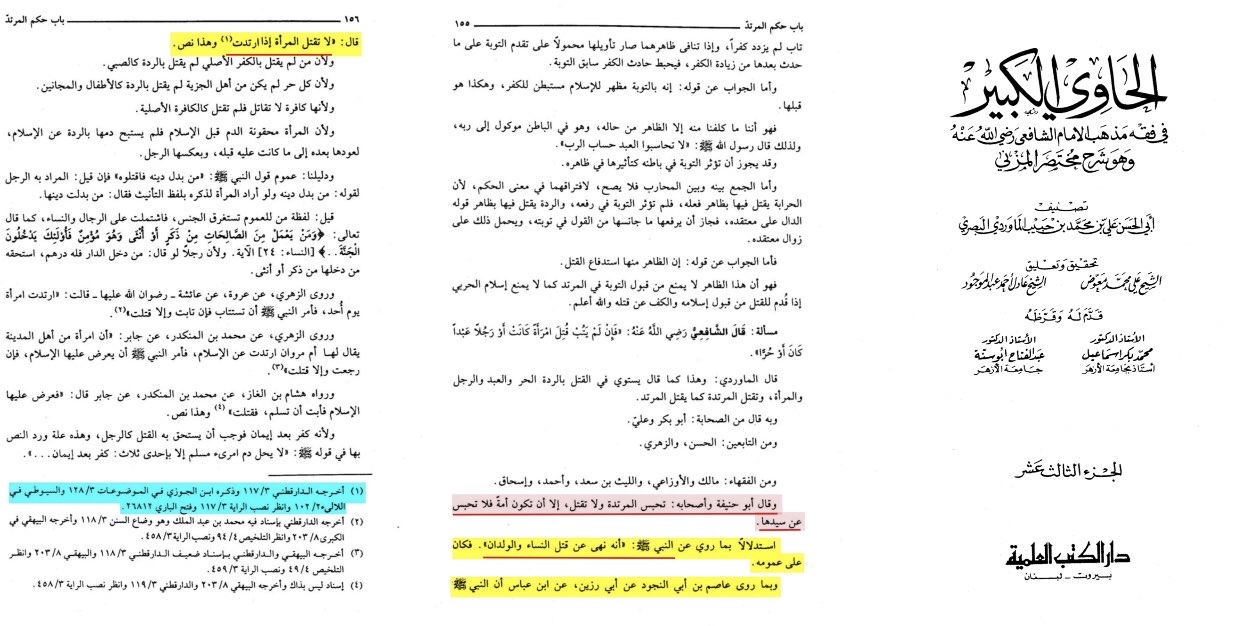 الحاوي الكبير
في فقه مذهب الإمام الشافعي رضي الله عنه
وهو شرح مختصر المزني
تصنيف
أبي الحسن علي بن محمد بن حبيب الماوردي البصري
تحقيق وتعليق
الشيخ علي محمد معوض الشيخ عادل أحمد عبد الموجود
قدم له وقرظه
الأستاذ الدكتور الأستاذ الدكتور
محمد بكر إسماعيل عبد الفتاح أبو سنة
أستاذ بجامعة الأزهر جامعة الأزهر
الجزء الثالث عشر
دار الكتب العلمية
بيروت - لبنان
باب حكم المرتدّ ١٥٥
تاب لم يزدد كفراً، وإذا تنافى ظاهرهما صار تأويلها محمولاً على تقدم التوبة على ما
حدث بعدها من زيادة الكفر، فيحبط حادث الكفر سابق التوبة.
وأما الجواب عن قوله: إنه بالتوبة مظهر للإسلام مستبطن للكفر، وهكذا هو
قبلها.
فهو أننا ما كلفنا منه إلا الظاهر من حاله، وهو في الباطن موكول إلى ربه،
ولذلك قال رسول الله ﷺ: «لا تحاسبوا العبد حساب الرب».
وقد يجوز أن تؤثر التوبة في باطنه كتأثيرها في ظاهره.
وأما الجمع بينه وبين المحارب فلا يصح، لافتراقهما في معنى الحكم، لأن
الحرابة يقتل فيها بظاهر فعله، فلم تؤثر التوبة في رفعه، والردة يقتل فيها بظاهر قوله
الدال على معتقده، فجاز أن يرفعها ما جانسها من القول في توبته، ويحمل ذلك على
زوال معتقده.
فأما الجواب عن قوله: إن الظاهر منها استدفاع القتل.
فهو أن هذا الظاهر لا يمنع من قبول التوبة في المرتد كما لا يمنع إسلام الحربي
إذا قُدم للقتل من قبول إسلامه والكف عن قتله والله أعلم.
مسألة: قَالَ الشَّافِعِيُّ رَضِيَ اللَّهُ عَنْهُ: «فَإِنْ لَمْ يَتُبْ قُتِلَ امْرَأَةً كَانَتْ أَوْ رَجُلاً عَبْداً
كَانَ أَوْ حُرًّا».
قال الماوردي: وهذا كما قال يستوي في القتل بالردة الحر والعبد والرجل
والمرأة، وتقتل المرتدة كما يقتل المرتد.
وبه قال من الصحابة: أبو بكر وعليّ.
ومن التابعين: الحسن، والزهري.
ومن الفقهاء: مالك والأوزاعي، والليث بن سعد، وأحمد، وإسحاق.
وقال أبو حنيفة وأصحابه: تحبس المرتدة ولا تقتل، إلا أن تكون أمةً فلا تحبس
عن سيدها.
استدلالاً بما روي عن النبي ﷺ: «أنه نهى عن قتل النساء والولدان». فكان
على عمومه.
وبما روى عاصم بن أبي النجود عن أبي رزين، عن ابن عباس أن النبي ﷺ
١٥٦ باب حكم المرتدّ
قال: «لا تقتل المرأة إذا ارتدت»(١) وهذا نص.
ولأن من لم يقتل بالكفر الأصلي لم يقتل بالردة كالصبي.
ولأن كل حر لم يكن من أهل الجزية لم يقتل بالردة كالأطفال والمجانين.
ولأنها كافرة لا تقاتل، فلم تقتل كالكافرة الأصلية.
ولأن المرأة محقونة الدم قبل الإسلام فلم يستبح دمها بالردة عن الإسلام،
لعودها بعده إلى ما كانت عليه قبله، وبعكسها الرجل.
ودليلنا: عموم قول النبي ﷺ: «من بدل دينه فاقتلوه» فإن قيل: المراد به الرجل
لقوله: من بدل دينه ولو أراد المرأة لذكره بلفظ التأنيث فقال: من بدلت دينها.
قيل: لفظة من للعموم تستغرق الجنس، فاشتملت على الرجال والنساء، كما قال
تعالى: ﴿وَمَنْ يَعْمَلْ مِنَ الصَّالِحَاتِ مِنْ ذَكَرٍ أَوْ أُنْثَى وَهُوَ مُؤْمِنٌ فَأُولَئِكَ يَدْخُلُونَ
الْجَنَّةَ . .﴾ [النساء: ٢٤] الآية. ولأن رجلاً لو قال: من دخل الدار فله درهم، استحقه
من دخلها من ذكر أو أنثى.
وروى الزهري، عن عروة، عن عائشة ـ رضوان الله عليها ـ قالت: «ارتدت امرأة
يوم أُحد، فأمر النبي ﷺ أن تستتاب فإن تابت وإلا قتلت»(٢).
وروى الزهري، عن محمد بن المنكدر، عن جابر: «أن امرأة من أهل المدينة
يقال لها أم مروان ارتدت عن الإسلام، فأمر النبي ﷺ أن يعرض عليها الإسلام، فإن
رجعت وإلا قتلت»(٣).
ورواه هشام بن الغاز، عن محمد بن المنكدر، عن جابر قال: «فعرض عليها
الإسلام فأبت أن تسلم، فقتلت»(٤) وهذا نص.
ولأنه كفر بعد إيمان فوجب أن يستحق به القتل كالرجل، وهذه علة ورد النص
بها في قوله ﷺ: «لا يحل دم امرىء مسلم إلا بإحدى ثلاث: كفر بعد إيمان . . .».
(١) أخرجه الدارقطني ١١٧/٣ وذكره ابن الجوزي في الموضوعات ١٢٨/٣ والسيوطي في
اللآلىء ١٠٢/٢ وانظر نصب الراية ١١٧/٣ وفتح الباري ٢٦٨١٢.
(٢) أخرجه الدارقطني بإسناد فيه محمد بن عبد الملك وهو وضاع السنن ١١٨/٣ وأخرجه البيهقي في
الكبرى ٢٠٣/٨ وانظر التلخيص ٩٤/٤ ونصب الراية ٤٥٨/٣.
(٣) أخرجه البيهقي والدارقطني بإسناد ضعيف الدارقطني ١١٨/٣ والبيهقي ٢٠٣/٨ وانظر
التلخيص ٤٩/٤ ونصب الراية ٤٥٩/٣.
(٤) إسناد ليس بذاك وأخرجه البيهقي ٢٠٣/٨ والدارقطني ١١٩/٣ وانظر نصب الراية ٤٥٨/٣.